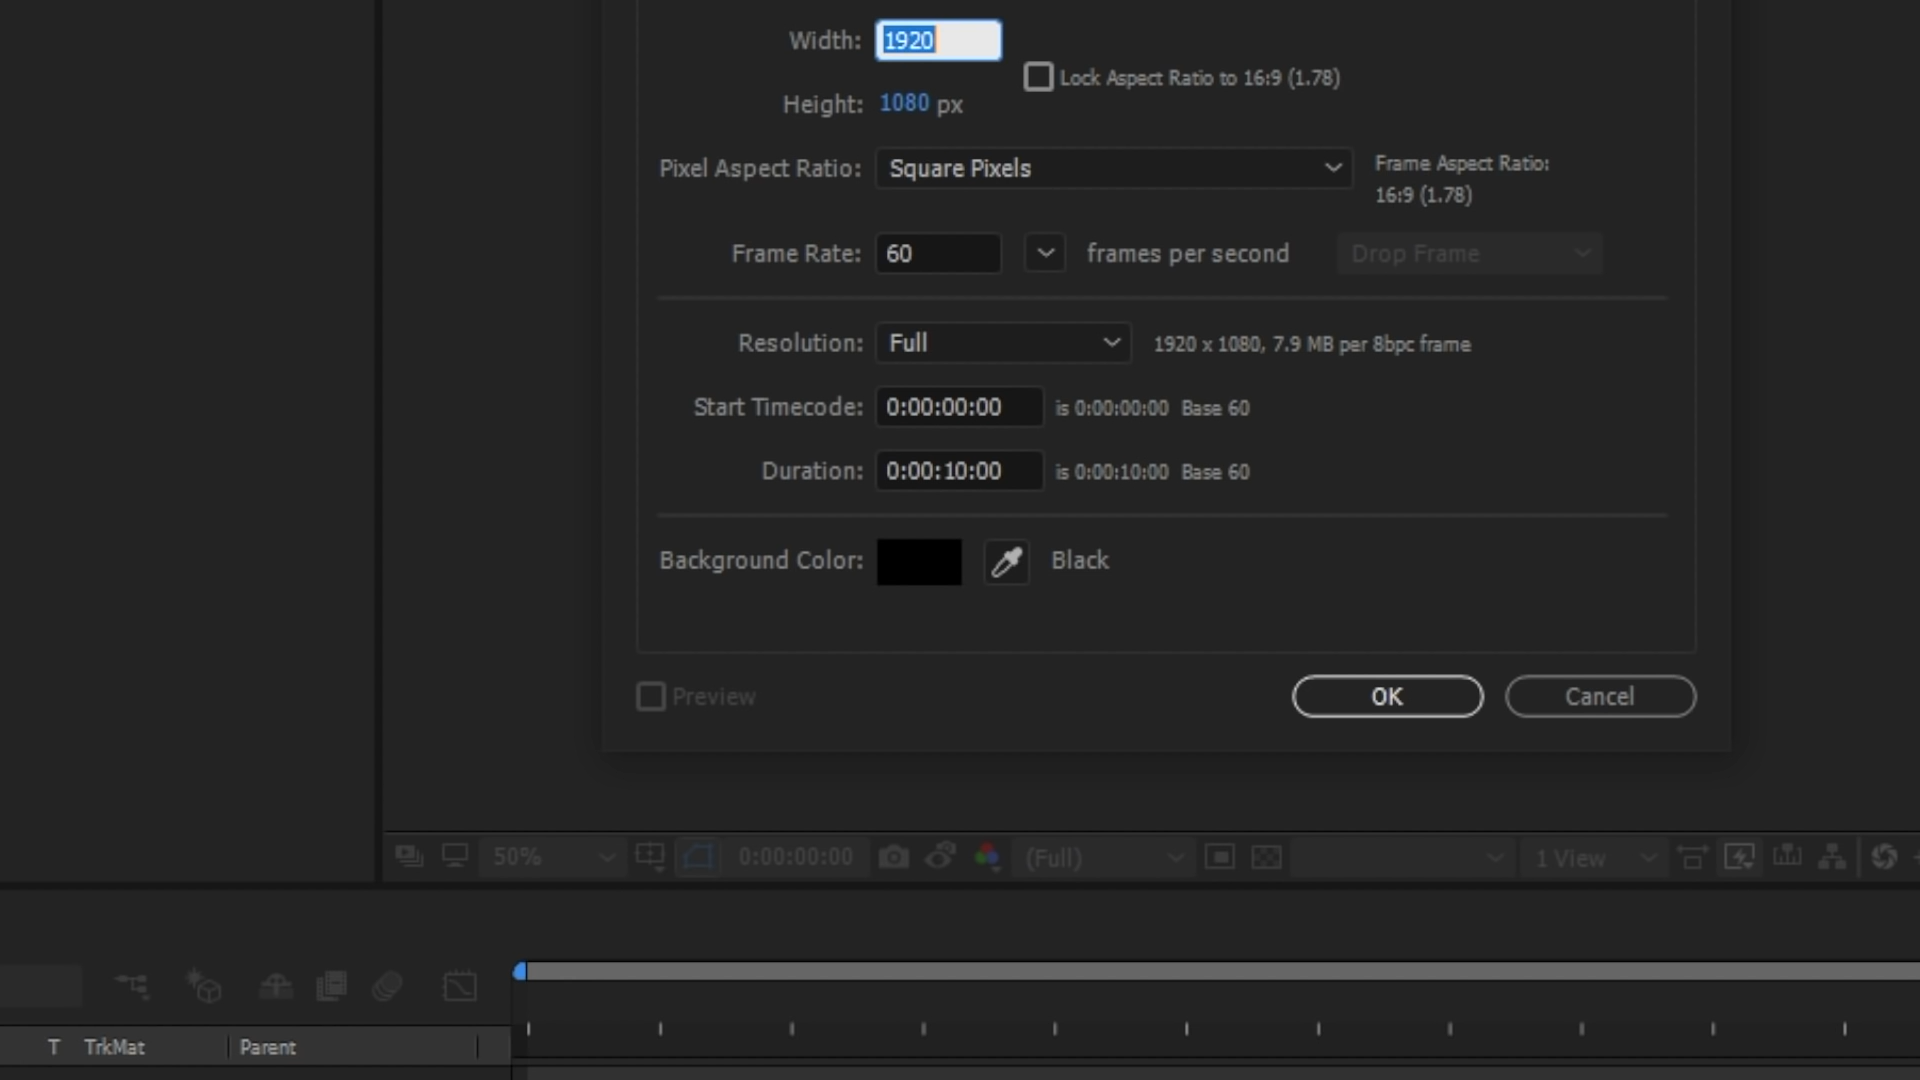 Width: 1920
Lock Aspect Ratio to 16:9 (1.78)
Height: 1080 px
Pixel Aspect Ratio: Square Pixels
Frame Aspect Ratio:
16:9 (1.78)
Frame Rate: 60 frames per second Drop Frame
Resolution: Full 1920 x 1080, 7.9 MB per 8bpc frame
Start Timecode: 0:00:00:00 is 0:00:00:00 Base 60
Duration: 0:00:10:00 is 0:00:10:00 Base 60
Background Color: Black
Preview OK Cancel
50% 0:00:00:00 (Full) 1 View
T TrkMat Parent